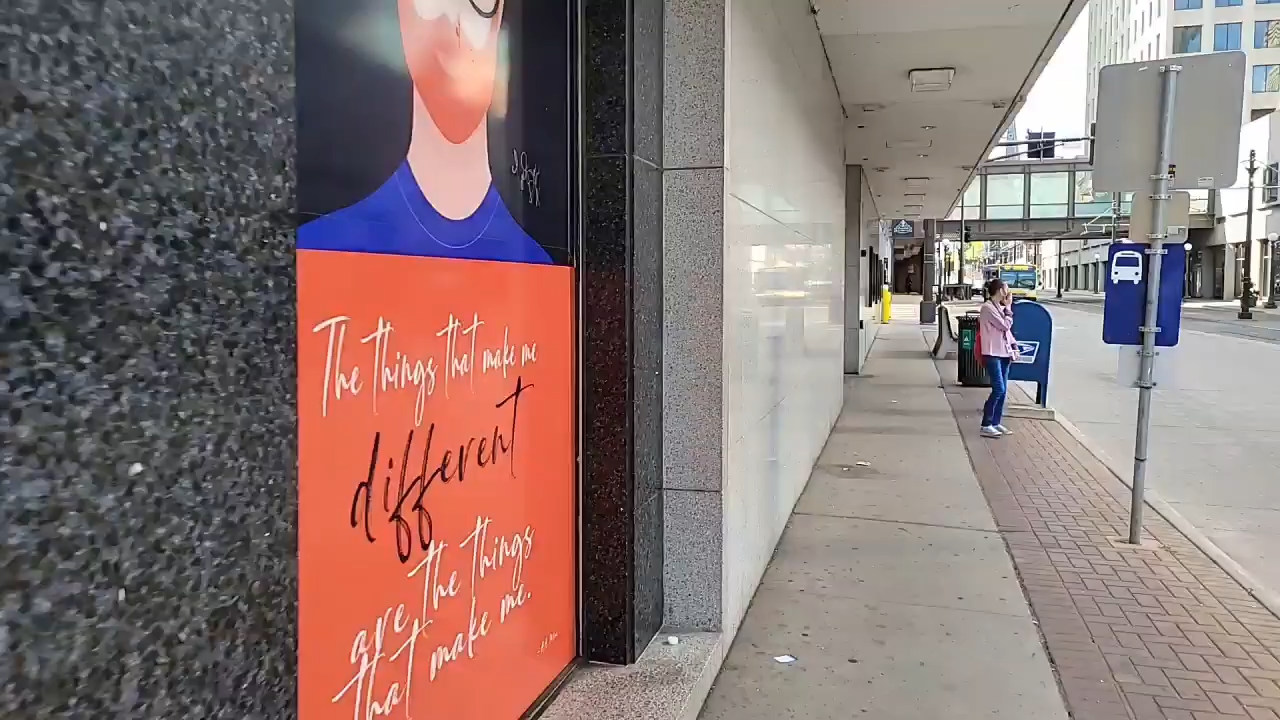 The things that make me
different
the things
are
that make me.